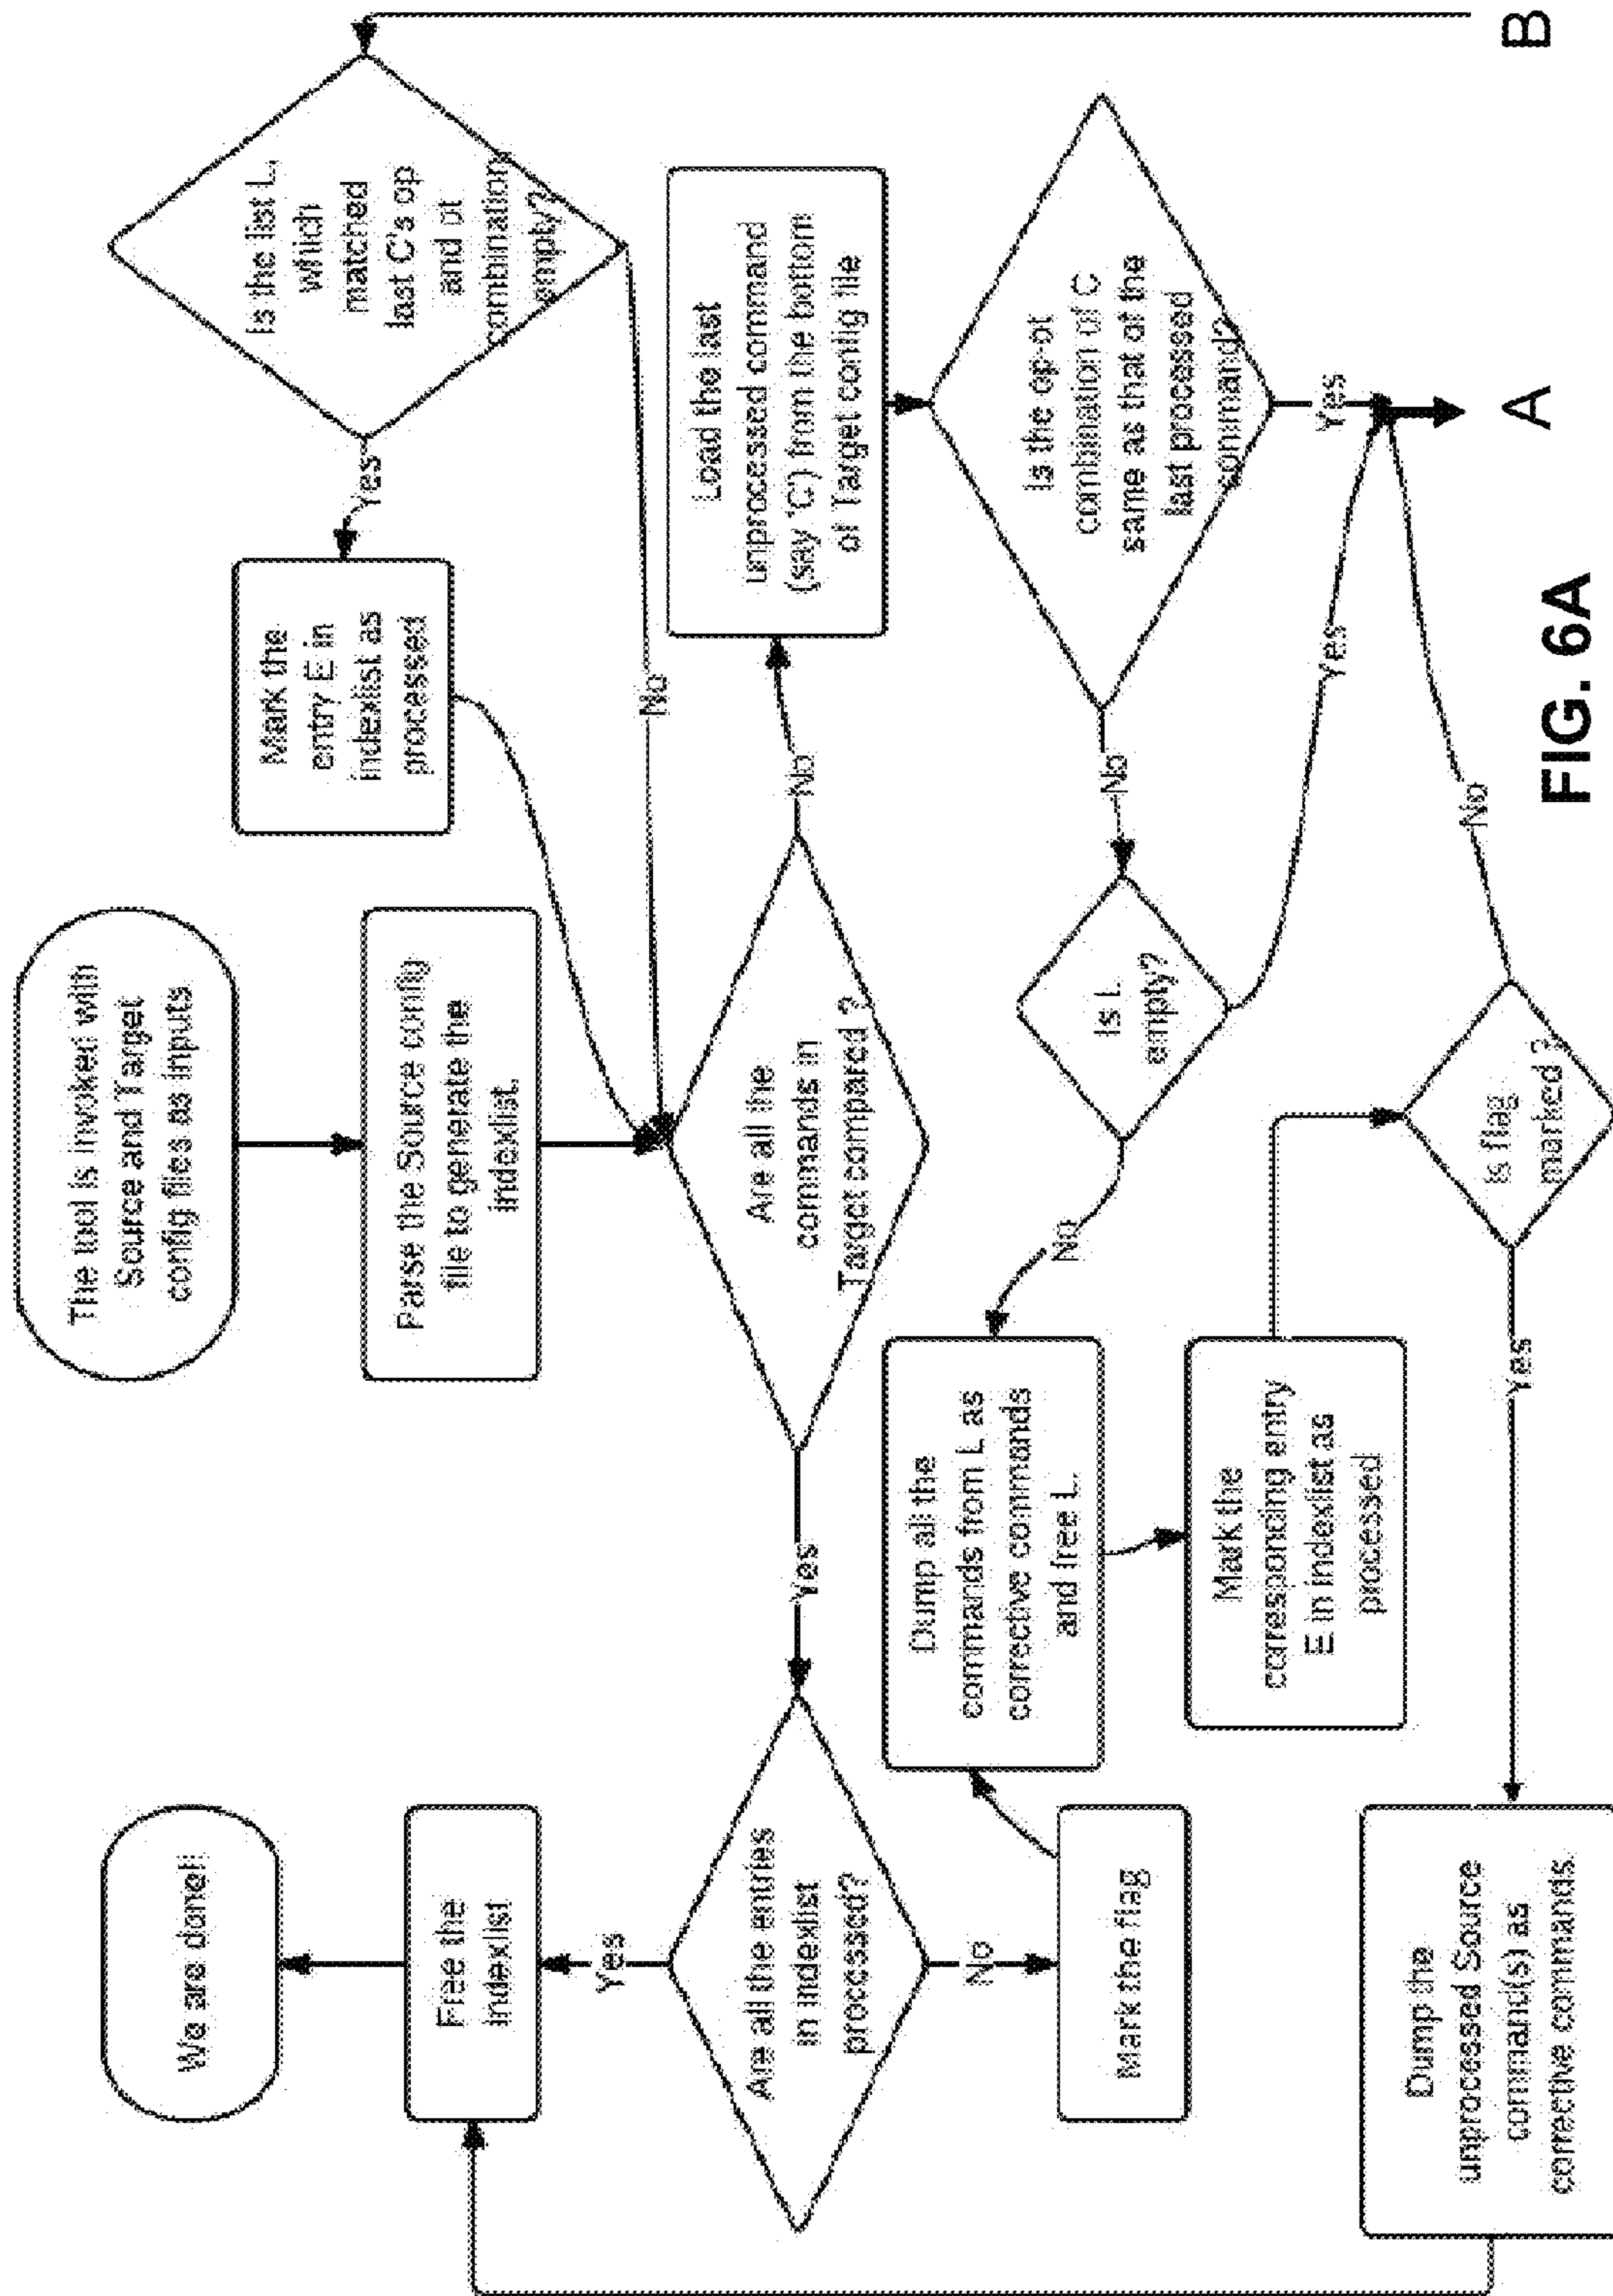 The tool is invoked with
Source and Target
config files as inputs
Parse the Source config
file to generate the
indexlist.
Are all the
commands in
Target compared ?
Yes
No
Is the list L,
which
matched
last C's op
and ot
combination
empty?
Yes
No
Mark the
entry E in
indexlist as
processed
Load the last
unprocessed command
(say 'C') from the bottom
of Target config file
Is the op-ot
combination of C
same as that of the
last processed
command?
Yes
No
Is L
empty?
Yes
No
Dump all the
commands from L as
corrective commands
and free L.
Mark the
corresponding entry
E in indexlist as
processed
Is flag
marked ?
No
Yes
Are all the entries
in indexlist
processed?
Yes
No
Free the
indexlist
We are done!!
Mark the flag
Dump the
unprocessed Source
command(s) as
corrective commands.
A
B
FIG. 6A